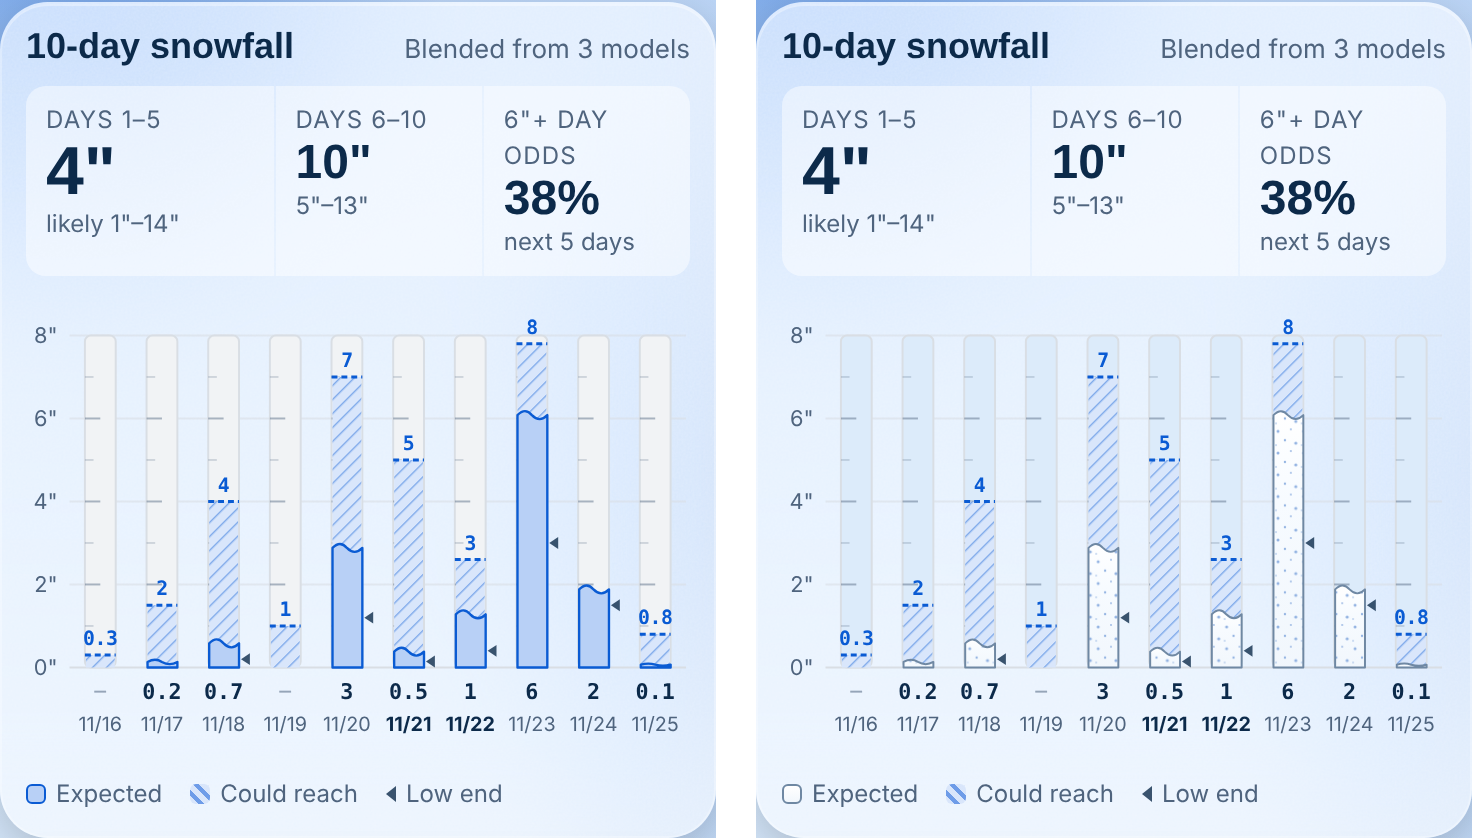 10-day snowfall Blended from 3 models
DAYS 1–5 DAYS 6–10 6"+ DAY ODDS
4" 10" 38%
likely 1"–14" 5"–13" next 5 days
8"
6"
4"
2"
0"
0.3 2 4 1 7 5 3 8 0.8
– 0.2 0.7 – 3 0.5 1 6 2 0.1
11/16 11/17 11/18 11/19 11/20 11/21 11/22 11/23 11/24 11/25
Expected Could reach Low end
10-day snowfall Blended from 3 models
DAYS 1–5 DAYS 6–10 6"+ DAY ODDS
4" 10" 38%
likely 1"–14" 5"–13" next 5 days
8"
6"
4"
2"
0"
0.3 2 4 1 7 5 3 8 0.8
– 0.2 0.7 – 3 0.5 1 6 2 0.1
11/16 11/17 11/18 11/19 11/20 11/21 11/22 11/23 11/24 11/25
Expected Could reach Low end